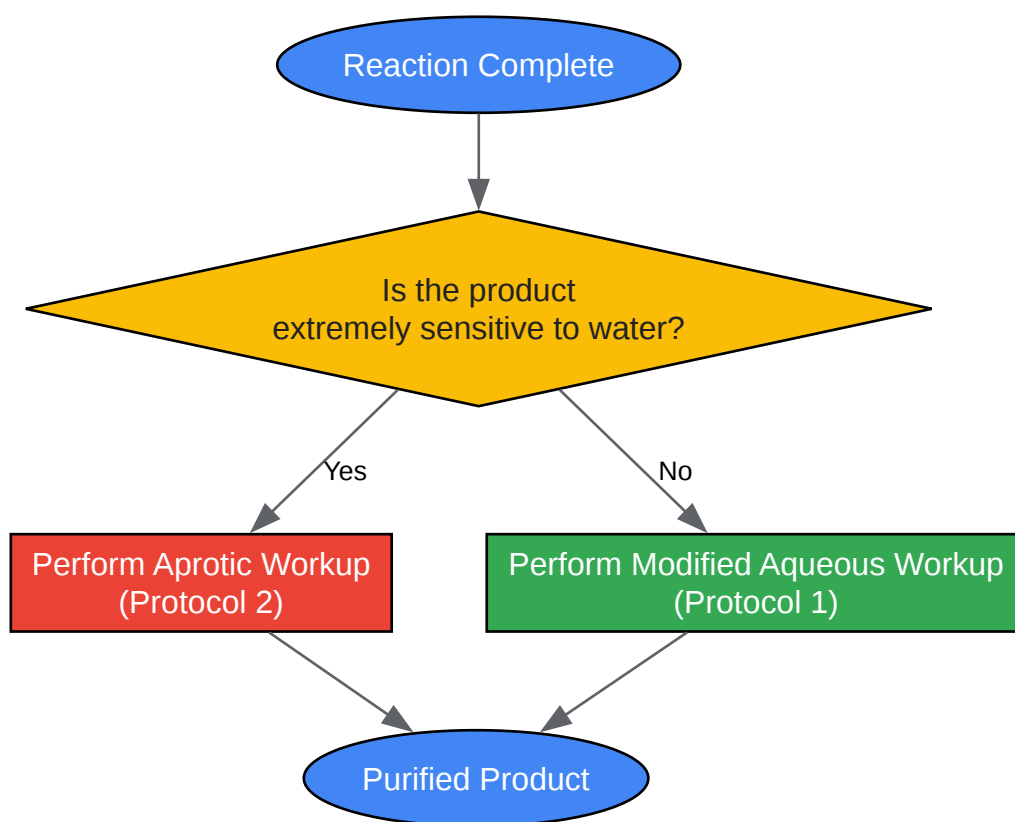 Reaction Complete
Is the product
extremely sensitive to water?
Yes
No
Perform Aprotic Workup
(Protocol 2)
Perform Modified Aqueous Workup
(Protocol 1)
Purified Product